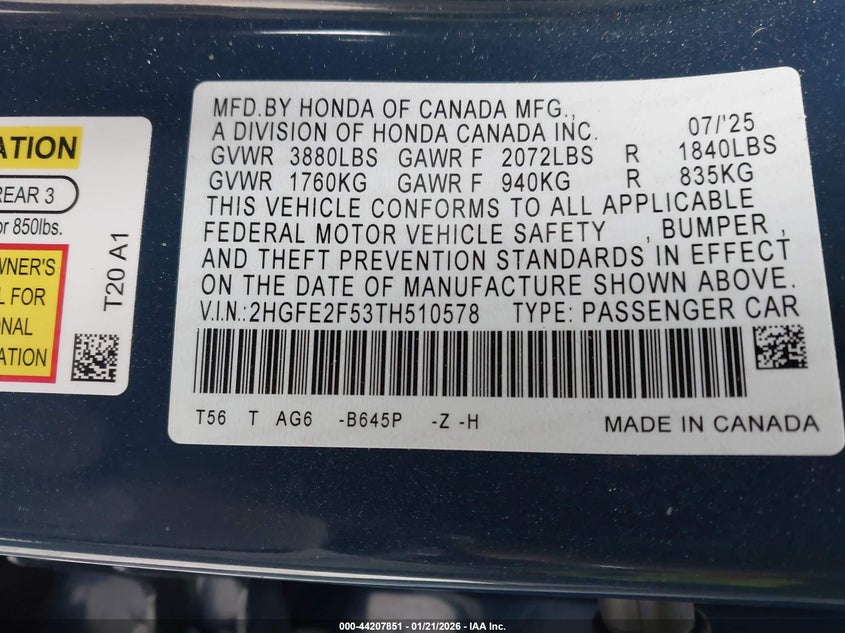 ATION
REAR 3
or 850lbs.
WNER'S
L FOR
ONAL
ATION
T20 A1
MFD.BY HONDA OF CANADA MFG.,
A DIVISION OF HONDA CANADA INC. 07/'25
GVWR 3880LBS GAWR F 2072LBS R 1840LBS
GVWR 1760KG GAWR F 940KG R 835KG
THIS VEHICLE CONFORMS TO ALL APPLICABLE
FEDERAL MOTOR VEHICLE SAFETY , BUMPER ,
AND THEFT PREVENTION STANDARDS IN EFFECT
ON THE DATE OF MANUFACTURE SHOWN ABOVE.
V.I.N.:2HGFE2F53TH510578 TYPE: PASSENGER CAR
T56 T AG6 -B645P -Z -H MADE IN CANADA
000-44207851 - 01/21/2026 - IAA Inc.